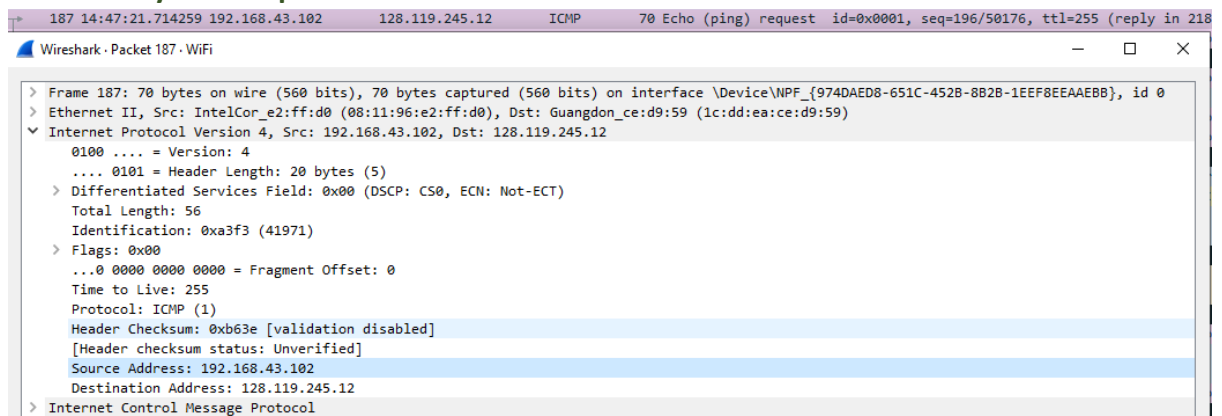 187 14:47:21.714259 192.168.43.102 128.119.245.12 ICMP 70 Echo (ping) request id=0x0001, seq=196/50176, ttl=255 (reply in 218
Wireshark · Packet 187 · WiFi
> Frame 187: 70 bytes on wire (560 bits), 70 bytes captured (560 bits) on interface \Device\NPF_{974DAED8-651C-452B-8B2B-1EEF8EEAAEBB}, id 0
> Ethernet II, Src: IntelCor_e2:ff:d0 (08:11:96:e2:ff:d0), Dst: Guangdon_ce:d9:59 (1c:dd:ea:ce:d9:59)
Internet Protocol Version 4, Src: 192.168.43.102, Dst: 128.119.245.12
0100 .... = Version: 4
.... 0101 = Header Length: 20 bytes (5)
> Differentiated Services Field: 0x00 (DSCP: CS0, ECN: Not-ECT)
Total Length: 56
Identification: 0xa3f3 (41971)
> Flags: 0x00
...0 0000 0000 0000 = Fragment Offset: 0
Time to Live: 255
Protocol: ICMP (1)
Header Checksum: 0xb63e [validation disabled]
[Header checksum status: Unverified]
Source Address: 192.168.43.102
Destination Address: 128.119.245.12
> Internet Control Message Protocol